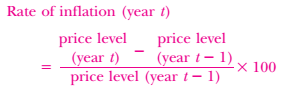 Rate of inflation (year t)
price level price level
= (year t) − (year t − 1) × 100
price level (year t − 1)